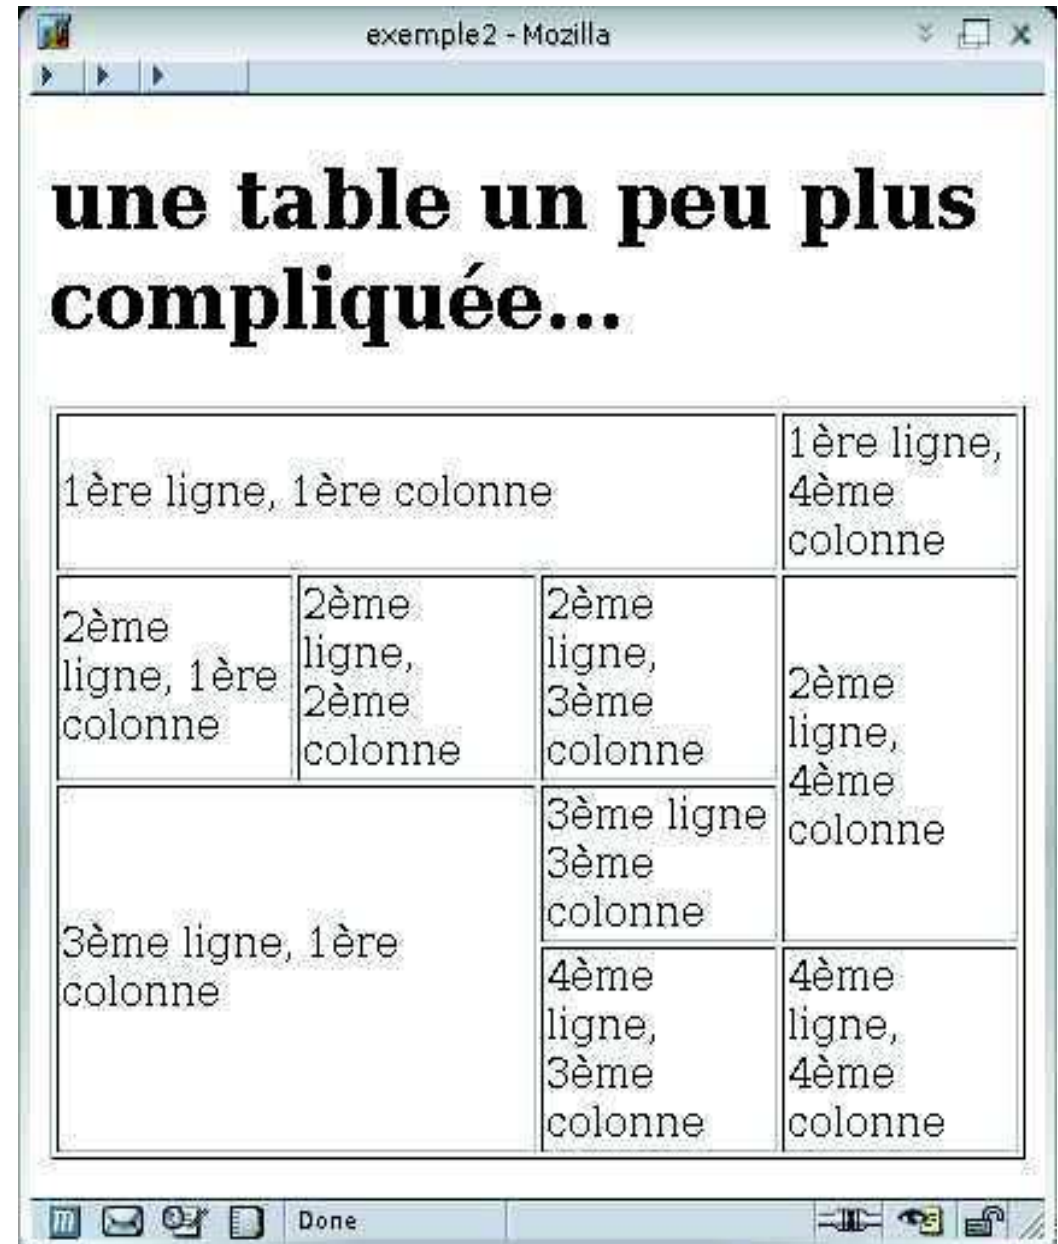 exemple2 - Mozilla
une table un peu plus
compliquée...
1ère ligne, 1ère colonne
1ère ligne,
4ème
colonne
2ème
ligne, 1ère
colonne
2ème
ligne,
2ème
colonne
2ème
ligne,
3ème
colonne
2ème
ligne,
4ème
colonne
3ème ligne, 1ère
colonne
3ème ligne
3ème
colonne
4ème
ligne,
3ème
colonne
4ème
ligne,
4ème
colonne
Done